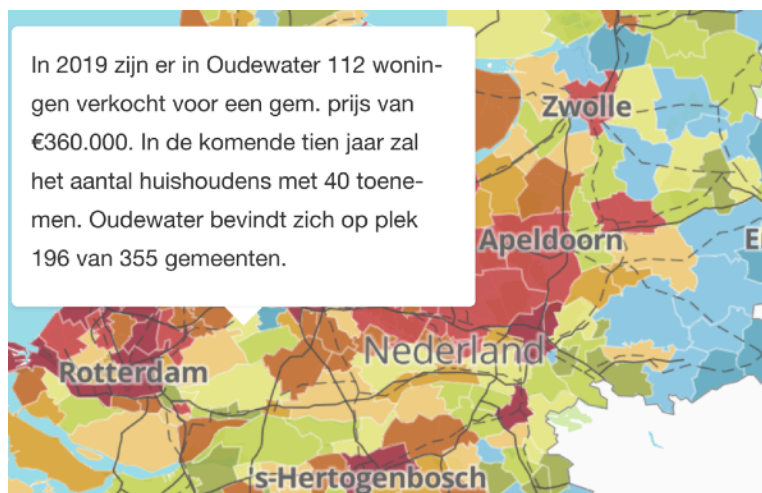 In 2019 zijn er in Oudewater 112 wonin-
gen verkocht voor een gem. prijs van
€360.000. In de komende tien jaar zal
het aantal huishoudens met 40 toene-
men. Oudewater bevindt zich op plek
196 van 355 gemeenten.
Zwolle
Apeldoorn
Nederland
Rotterdam
's-Hertogenbosch